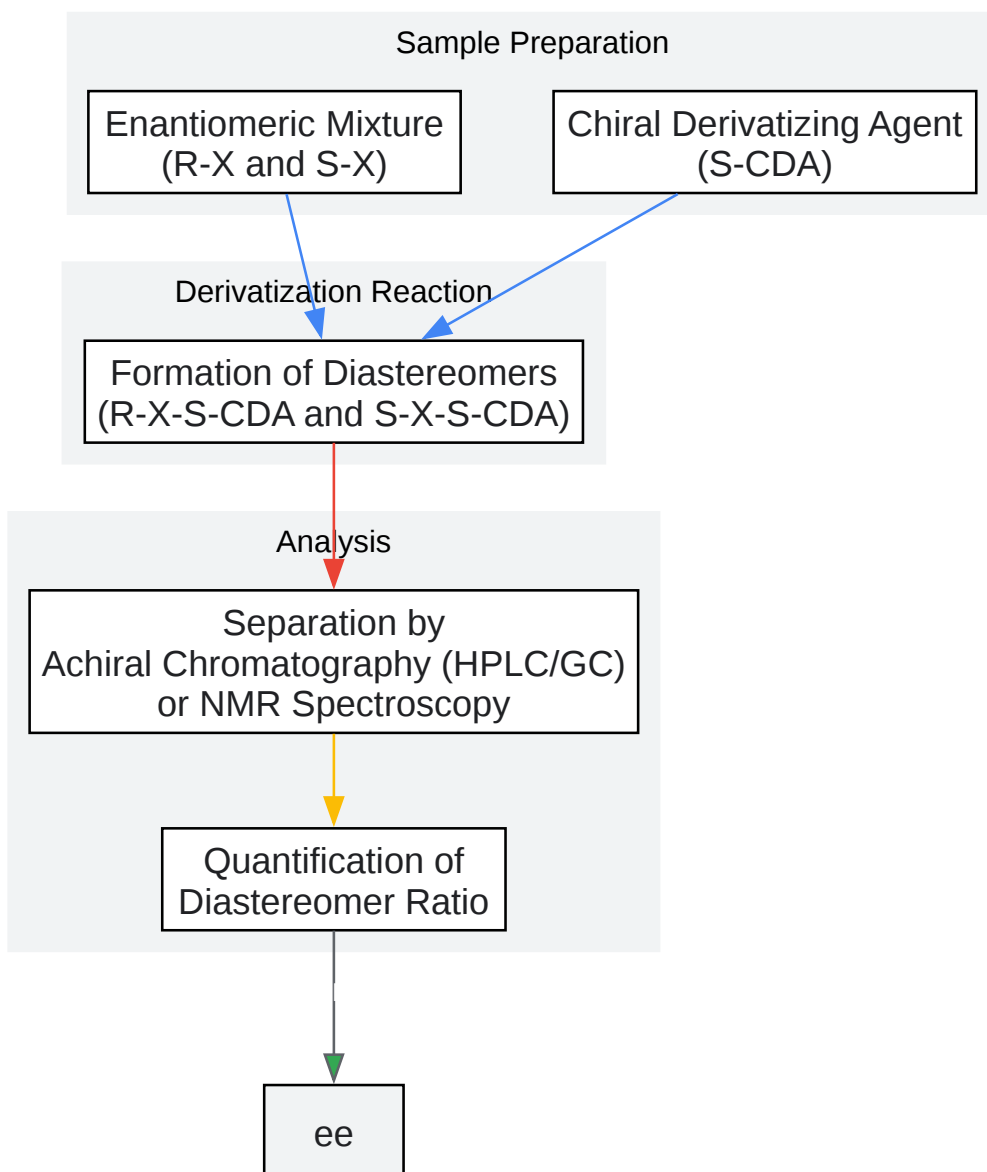 Sample Preparation
Enantiomeric Mixture
(R-X and S-X)
Chiral Derivatizing Agent
(S-CDA)
Derivatization Reaction
Formation of Diastereomers
(R-X-S-CDA and S-X-S-CDA)
Analysis
Separation by
Achiral Chromatography (HPLC/GC)
or NMR Spectroscopy
Quantification of
Diastereomer Ratio
ee